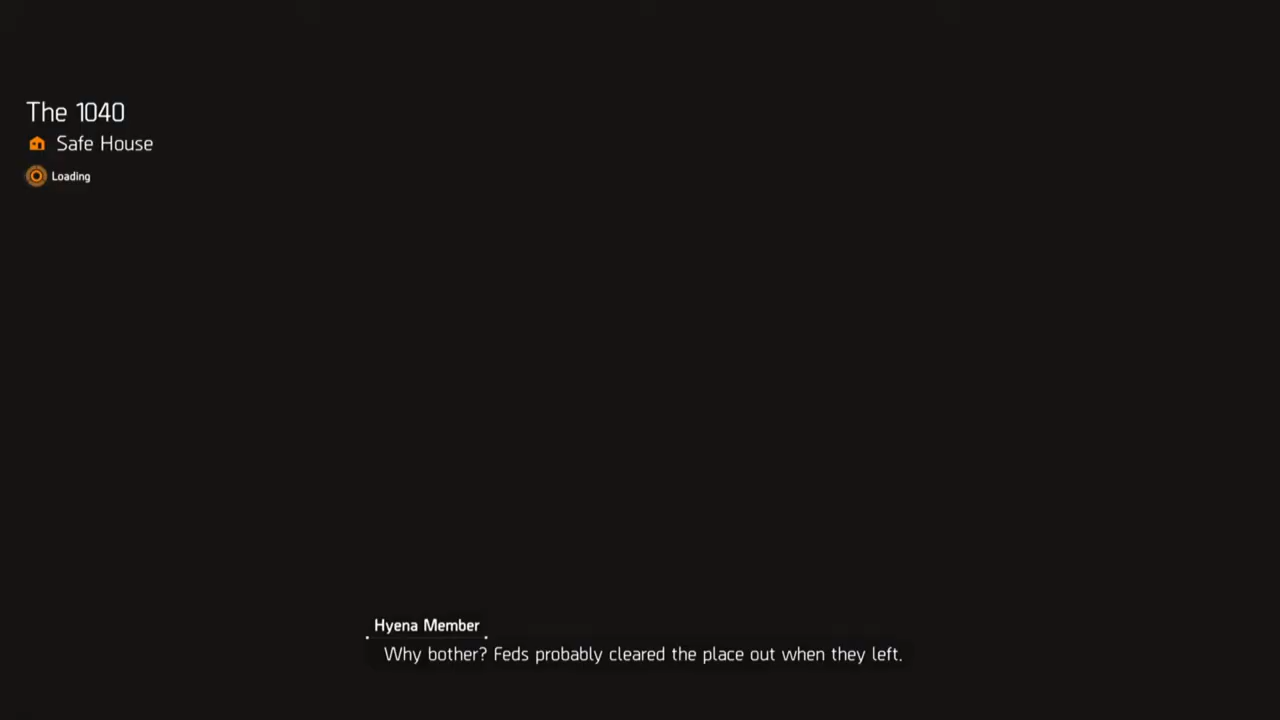 The 1040
Safe House
Loading
Hyena Member
Why bother? Feds probably cleared the place out when they left.